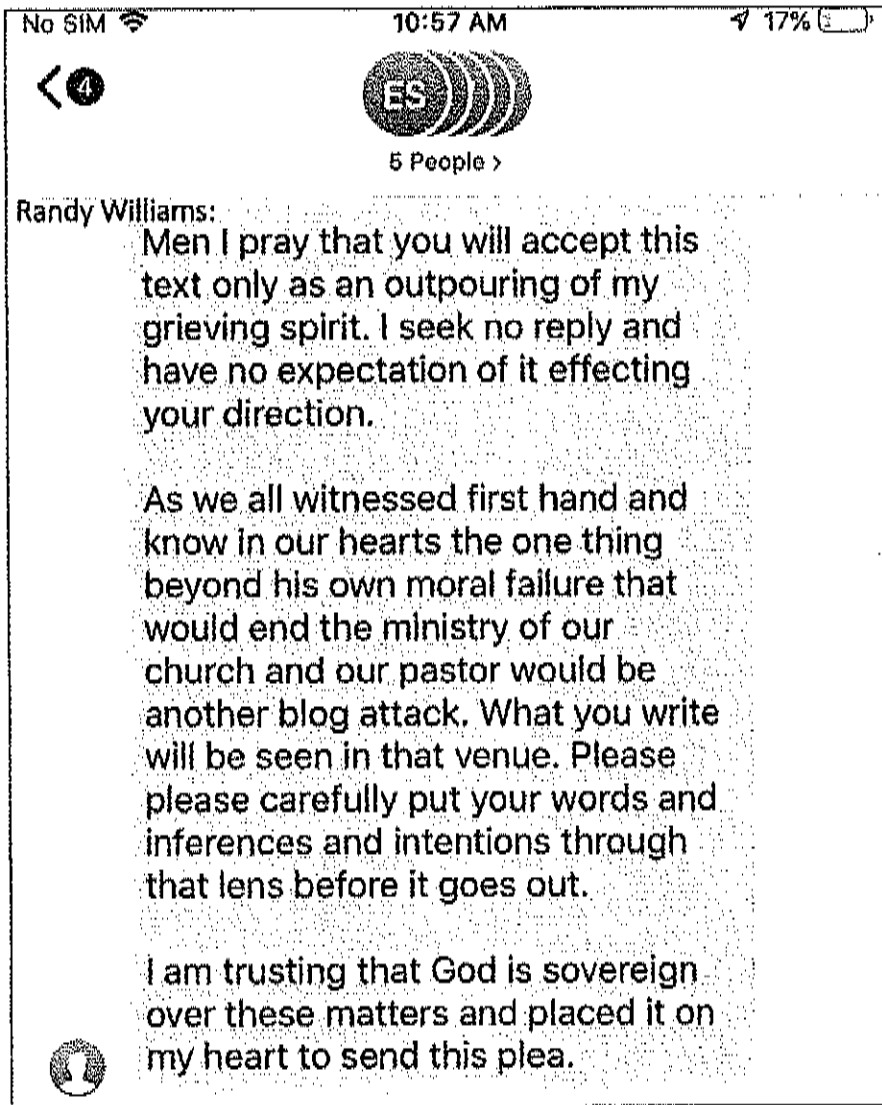 No SIM 10:57 AM 17%
4
ES
5 People >
Randy Williams:
Men I pray that you will accept this
text only as an outpouring of my
grieving spirit. I seek no reply and
have no expectation of it effecting
your direction.
As we all witnessed first hand and
know in our hearts the one thing
beyond his own moral failure that
would end the ministry of our
church and our pastor would be
another blog attack. What you write
will be seen in that venue. Please
please carefully put your words and
inferences and intentions through
that lens before it goes out.
I am trusting that God is sovereign
over these matters and placed it on
my heart to send this plea.